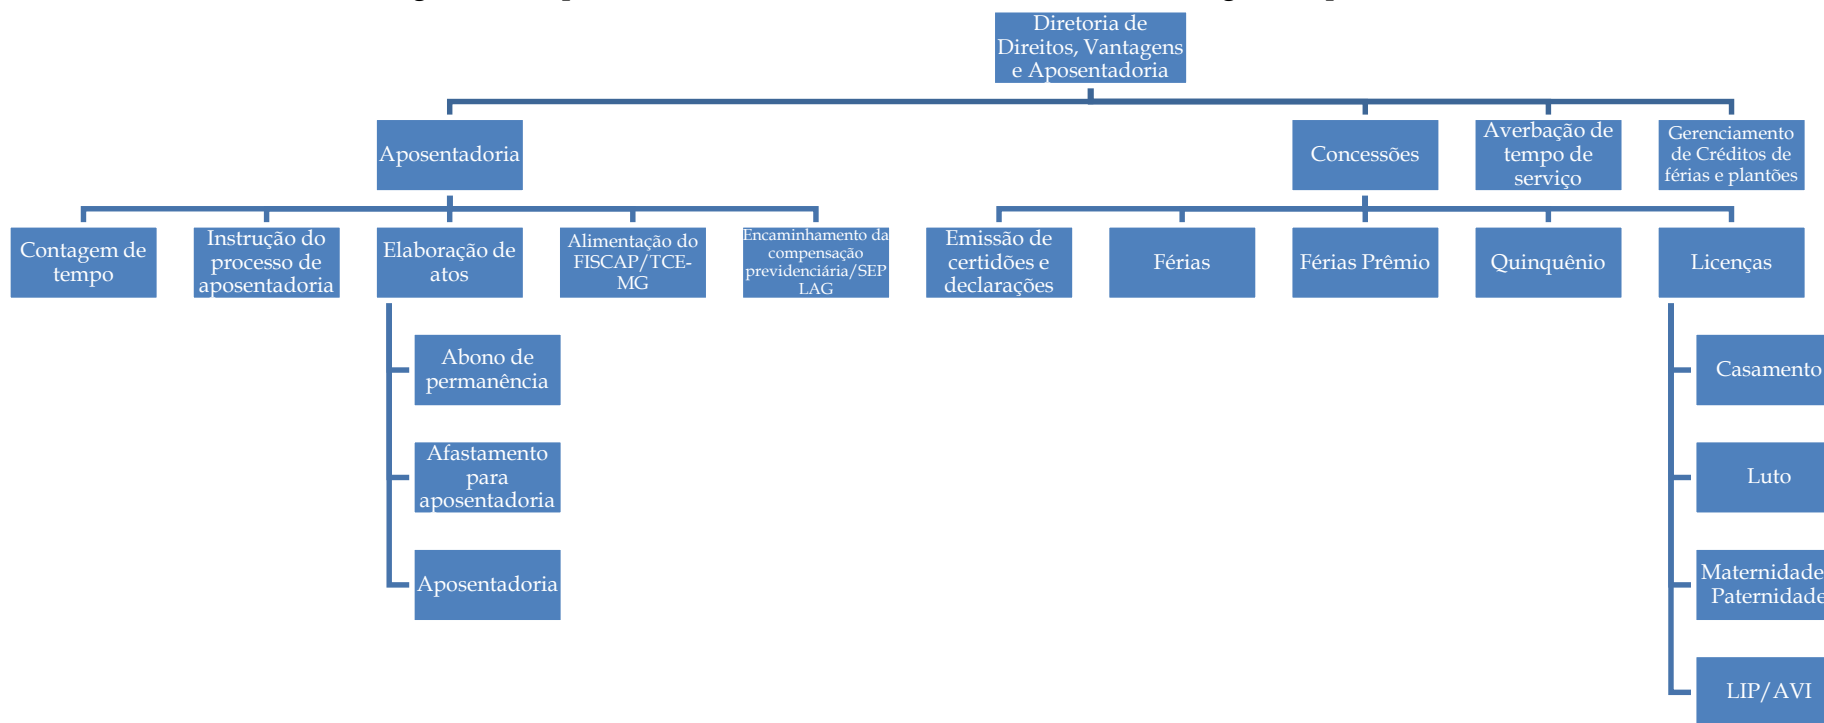 Diretoria de
Direitos, Vantagens
e Aposentadoria
Aposentadoria
Concessões
Averbação de
tempo de
serviço
Gerenciamento
de Créditos de
férias e plantões
Contagem de
tempo
Instrução do
processo de
aposentadoria
Elaboração de
atos
Alimentação do
FISCAP/TCE-
MG
Encaminhamento da
compensação
previdenciária/SEP
LAG
Emissão de
certidões e
declarações
Férias
Férias Prêmio
Quinquênio
Licenças
Abono de
permanência
Afastamento
para
aposentadoria
Aposentadoria
Casamento
Luto
Maternidade
Paternidade
LIP/AVI